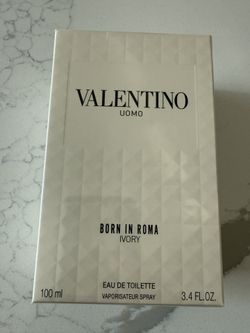 VALENTINO
UOMO
BORN IN ROMA
IVORY
EAU DE TOILETTE
100 ml VAPORISATEUR SPRAY 3.4 FL.OZ.